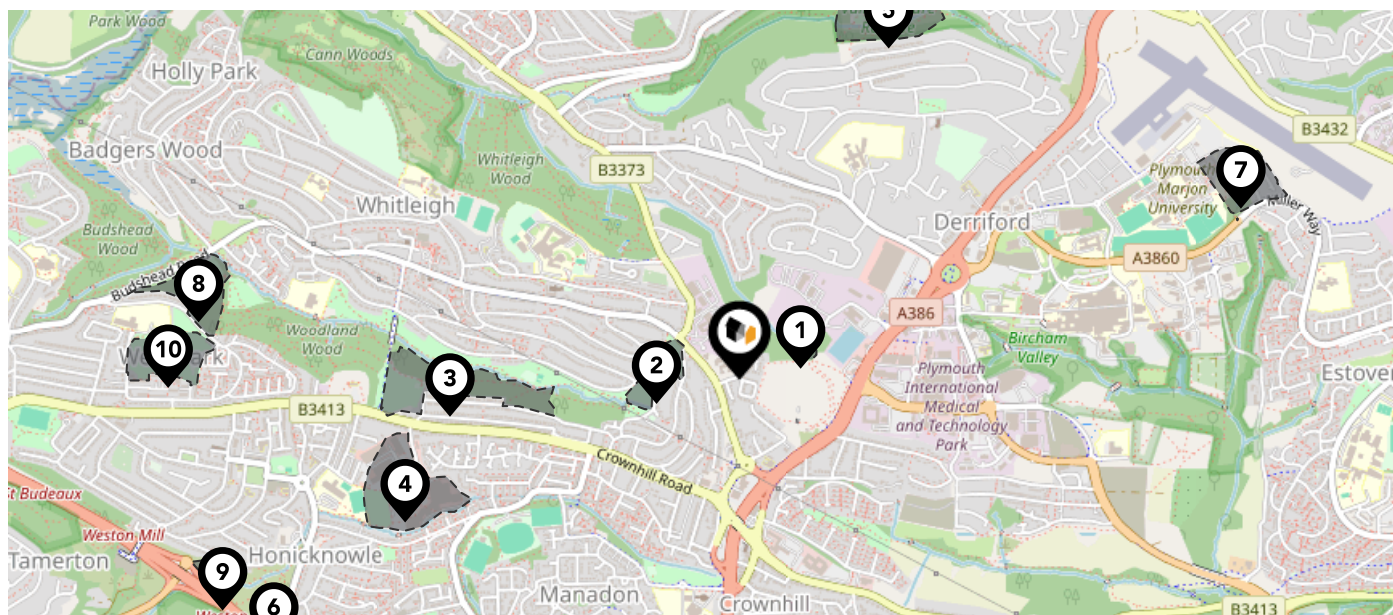 Park Wood
5
Cann Woods
Holly Park
B3432
Badgers Wood
Whitleigh
Wood
B3373
7
Plymouth
Marjon
University
Miller Way
Whitleigh
Derriford
Budshead
Wood
Budshead Road
A3860
8
A386
Woodland
Wood
1
Bircham
Valley
10
2
3
Plymouth
International
Medical
and Technology
Park
Estover
B3413
Crownhill Road
4
St Budeaux
Weston Mill
Tamerton
Honicknowle
9
6
Manadon
Crownhill
B3413